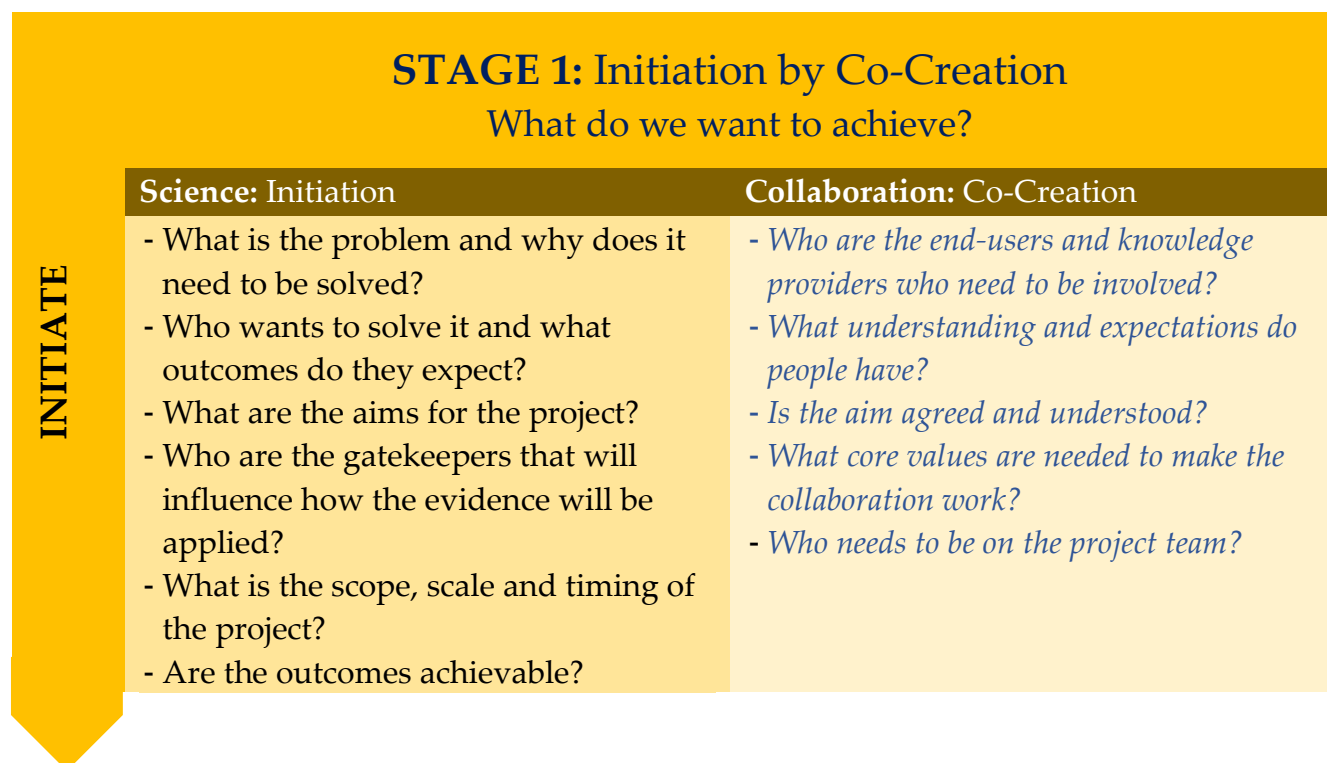 STAGE 1: Initiation by Co-Creation
What do we want to achieve?
INITIATE
Science: Initiation
- What is the problem and why does it
need to be solved?
- Who wants to solve it and what
outcomes do they expect?
- What are the aims for the project?
- Who are the gatekeepers that will
influence how the evidence will be
applied?
- What is the scope, scale and timing of
the project?
- Are the outcomes achievable?
Collaboration: Co-Creation
- Who are the end-users and knowledge
providers who need to be involved?
- What understanding and expectations do
people have?
- Is the aim agreed and understood?
- What core values are needed to make the
collaboration work?
- Who needs to be on the project team?